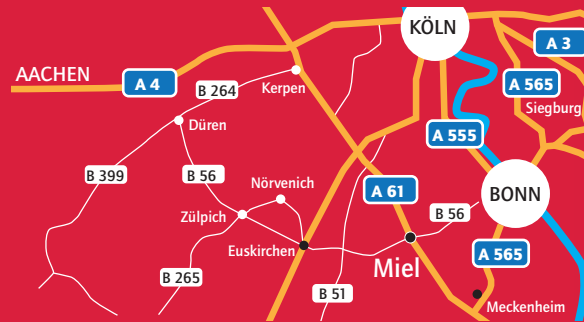 KÖLN
A 3
AACHEN
A 4
A 565
B 264
Kerpen
Siegburg
Düren
A 555
B 399
B 56
Nörvenich
A 61
BONN
Zülpich
B 56
Euskirchen
A 565
Miel
B 265
B 51
Meckenheim